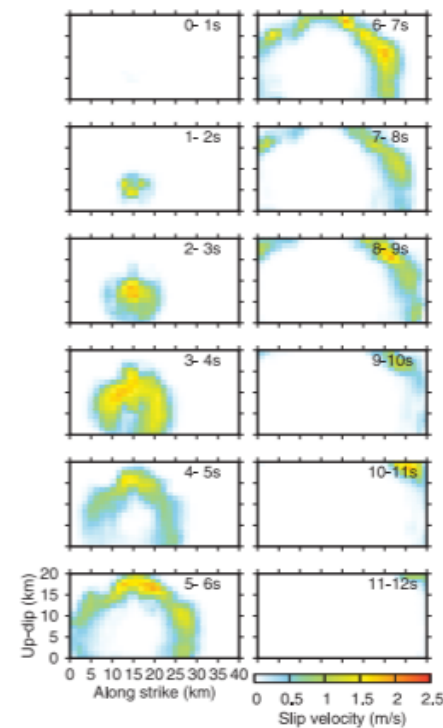 0- 1s
6- 7s
1- 2s
7- 8s
2- 3s
8- 9s
3- 4s
9-10s
4- 5s
10-11s
5- 6s
11-12s
Up-dip (km)
20
15
10
5
0
0 5 10 15 20 25 30 35 40
Along strike (km)
0 0.5 1 1.5 2 2.5
Slip velocity (m/s)